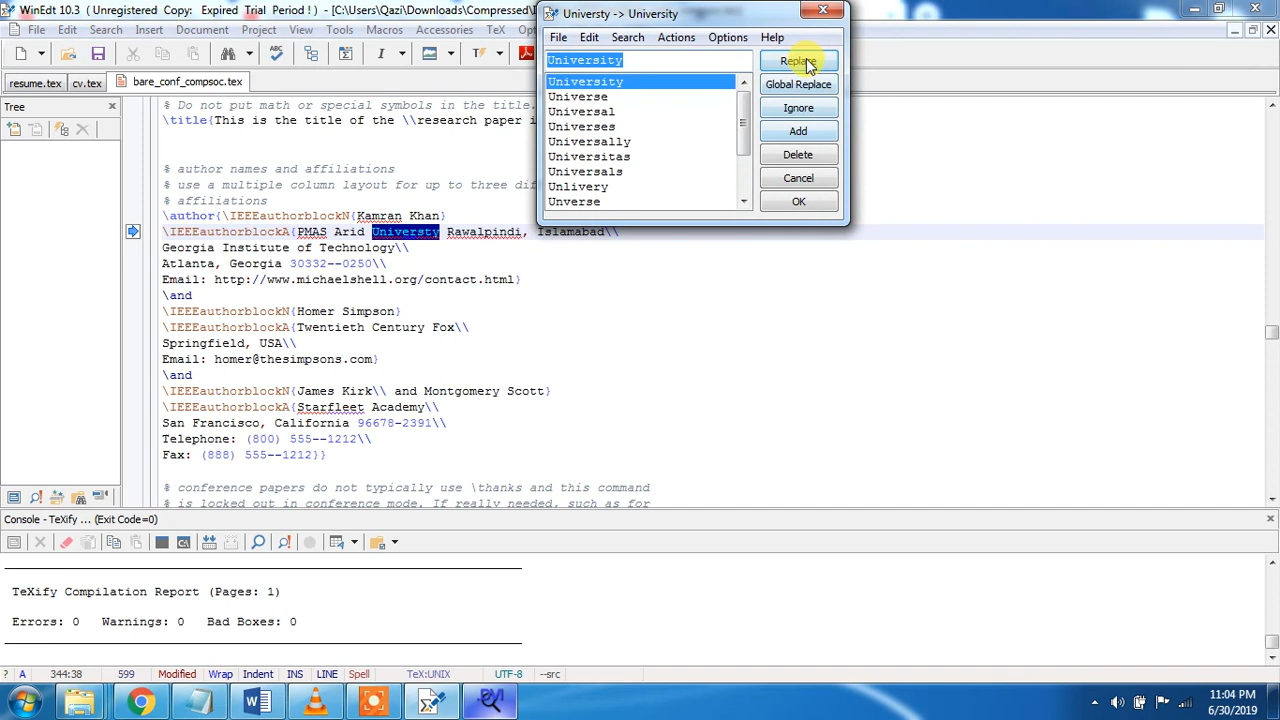 WinEdt 10.3 ( Unregistered Copy: Expired Trial Period ! ) - [C:\Users\Qazi\Downloads\Compressed\
Universty -> University
File Edit Search Insert Document Project View Tools Macros Accessories TeX
File Edit Search Actions Options Help
University
Replace
resume.tex cv.tex bare_conf_compsoc.tex
University
Global Replace
Universe
Tree
% Do not put math or special symbols in the title.
Universal
Ignore
\title{This is the title of the \\research paper i
Universes
Add
Universally
Universitas
Delete
% author names and affiliations
Universals
Cancel
% use a multiple column layout for up to three di
Unlivery
% affiliations
Unverse
OK
\author{\IEEEauthorblockN{Kamran Khan}
\IEEEauthorblockA{PMAS Arid Universty Rawalpindi, Islamabad\\
Georgia Institute of Technology\\
Atlanta, Georgia 30332--0250\\
Email: http://www.michaelshell.org/contact.html}
\and
\IEEEauthorblockN{Homer Simpson}
\IEEEauthorblockA{Twentieth Century Fox\\
Springfield, USA\\
Email: homer@thesimpsons.com}
\and
\IEEEauthorblockN{James Kirk\\ and Montgomery Scott}
\IEEEauthorblockA{Starfleet Academy\\
San Francisco, California 96678-2391\\
Telephone: (800) 555--1212\\
Fax: (888) 555--1212}}
% conference papers do not typically use \thanks and this command
% is locked out in conference mode. If really needed, such as for
Console - TeXify ... (Exit Code=0)
TeXify Compilation Report (Pages: 1)
Errors: 0 Warnings: 0 Bad Boxes: 0
? A 344:38 599 Modified Wrap Indent INS LINE Spell TeX:UNIX UTF-8 --src
11:04 PM
6/30/2019